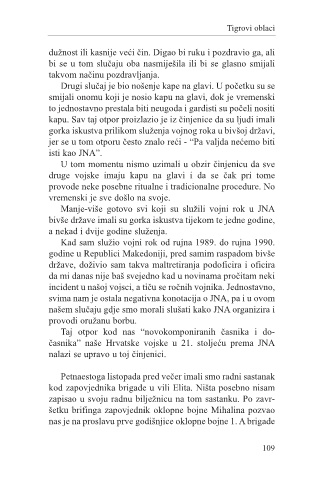 Tigrovi oblaci
dužnost ili kasnije veći čin. Digao bi ruku i pozdravio ga, ali
bi se u tom slučaju oba nasmiješila ili bi se glasno smijali
takvom načinu pozdravljanja.
Drugi slučaj je bio nošenje kape na glavi. U početku su se
smijali onomu koji je nosio kapu na glavi, dok je vremenski
to jednostavno prestala biti neugoda i gardisti su počeli nositi
kapu. Sav taj otpor proizlazio je iz činjenice da su ljudi imali
gorka iskustva prilikom služenja vojnog roka u bivšoj državi,
jer se u tom otporu često znalo reći - “Pa valjda nećemo biti
isti kao JNA”.
U tom momentu nismo uzimali u obzir činjenicu da sve
druge vojske imaju kapu na glavi i da se čak pri tome
provode neke posebne ritualne i tradicionalne procedure. No
vremenski je sve došlo na svoje.
Manje-više gotovo svi koji su služili vojni rok u JNA
bivše države imali su gorka iskustva tijekom te jedne godine,
a nekad i dvije godine služenja.
Kad sam služio vojni rok od rujna 1989. do rujna 1990.
godine u Republici Makedoniji, pred samim raspadom bivše
države, doživio sam takva maltretiranja podoficira i oficira
da mi danas nije baš svejedno kad u novinama pročitam neki
incident u našoj vojsci, a tiču se ročnih vojnika. Jednostavno,
svima nam je ostala negativna konotacija o JNA, pa i u ovom
našem slučaju gdje smo morali slušati kako JNA organizira i
provodi oružanu borbu.
Taj otpor kod nas “novokomponiranih časnika i do-
časnika” naše Hrvatske vojske u 21. stoljeću prema JNA
nalazi se upravo u toj činjenici.
Petnaestoga listopada pred večer imali smo radni sastanak
kod zapovjednika brigade u vili Elita. Ništa posebno nisam
zapisao u svoju radnu bilježnicu na tom sastanku. Po zavr-
šetku brifinga zapovjednik oklopne bojne Mihalina pozvao
nas je na proslavu prve godišnjice oklopne bojne 1. A brigade
109